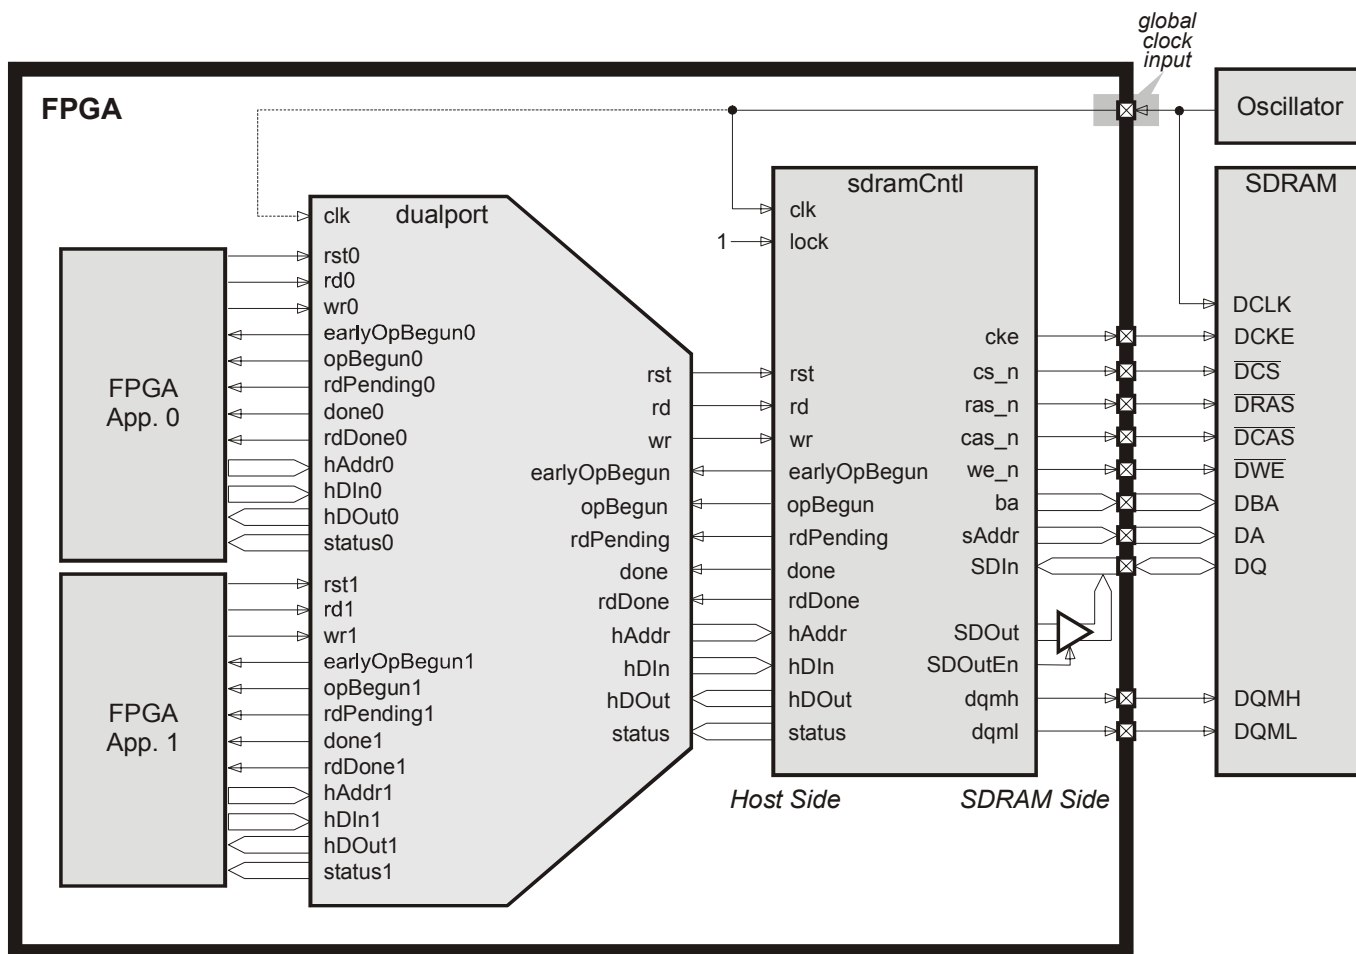 global
clock
input
FPGA
Oscillator
dualport
clk
rst0
rd0
wr0
earlyOpBegun0
opBegun0
rdPending0
done0
rdDone0
hAddr0
hDIn0
hDOut0
status0
rst1
rd1
wr1
earlyOpBegun1
opBegun1
rdPending1
done1
rdDone1
hAddr1
hDIn1
hDOut1
status1
FPGA
App. 0
FPGA
App. 1
rst
rd
wr
earlyOpBegun
opBegun
rdPending
done
rdDone
hAddr
hDIn
hDOut
status
sdramCntl
clk
1
lock
rst
rd
wr
earlyOpBegun
opBegun
rdPending
done
rdDone
hAddr
hDIn
hDOut
status
cke
cs_n
ras_n
cas_n
we_n
ba
sAddr
SDIn
SDOut
SDOutEn
dqmh
dqml
Host Side
SDRAM Side
SDRAM
DCLK
DCKE
DCS
DRAS
DCAS
DWE
DBA
DA
DQ
DQMH
DQML